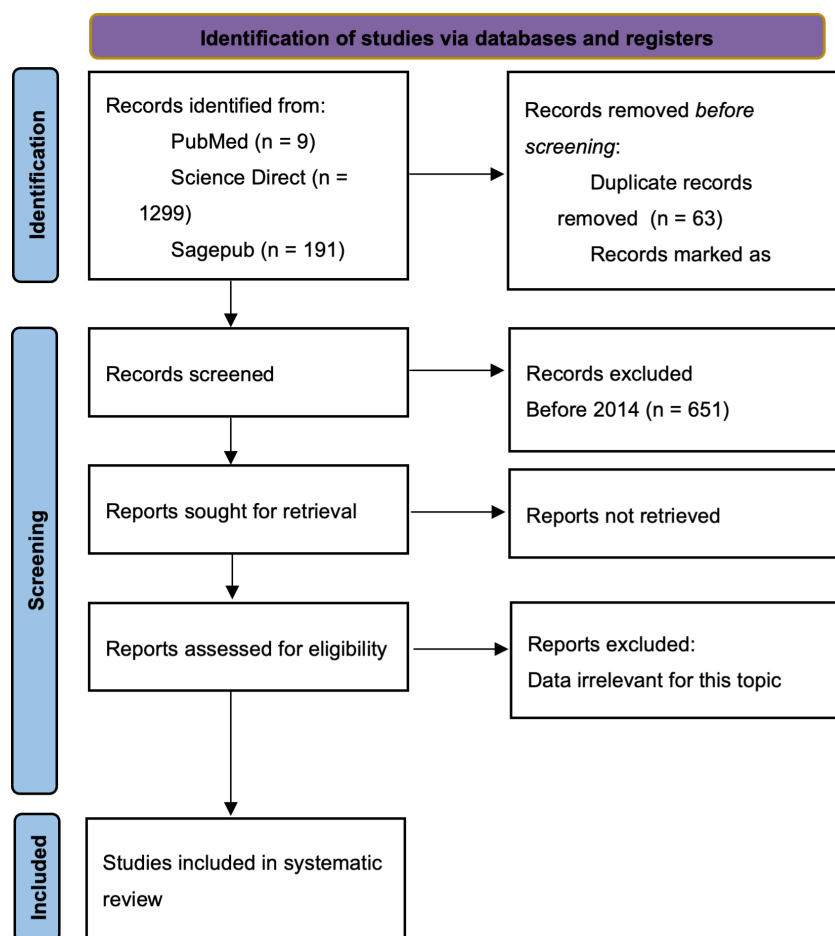 Identification of studies via databases and registers
Identification
Records identified from:
PubMed (n = 9)
Science Direct (n =
1299)
Sagepub (n = 191)
Records removed before
screening:
Duplicate records
removed (n = 63)
Records marked as
Screening
Records screened
Records excluded
Before 2014 (n = 651)
Reports sought for retrieval
Reports not retrieved
Reports assessed for eligibility
Reports excluded:
Data irrelevant for this topic
Included
Studies included in systematic
review